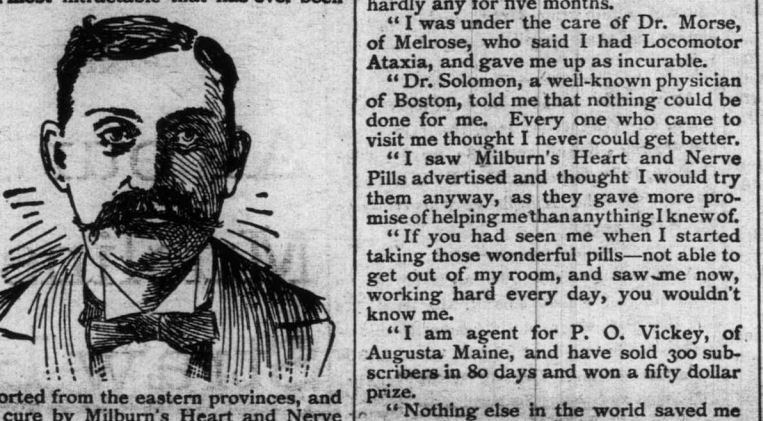 hardly any for five months.
"I was under the care of Dr. Morse,
of Melrose, who said I had Locomotor
Ataxia, and gave me up as incurable.
"Dr. Solomon, a well-known physician
of Boston, told me that nothing could be
done for me. Every one who came to
visit me thought I never could get better.
"I saw Milburn's Heart and Nerve
Pills advertised and thought I would try
them anyway, as they gave more pro-
mise of helping me than anything I knew of.
"If you had seen me when I started
taking those wonderful pills—not able to
get out of my room, and saw me now,
working hard every day, you wouldn't
know me.
"I am agent for P. O. Vickey, of
Augusta Maine, and have sold 300 sub-
scribers in 80 days and won a fifty dollar
prize.
"Nothing else in the world saved me
from the eastern provinces, and
cure by Milburn's Heart and Nerve